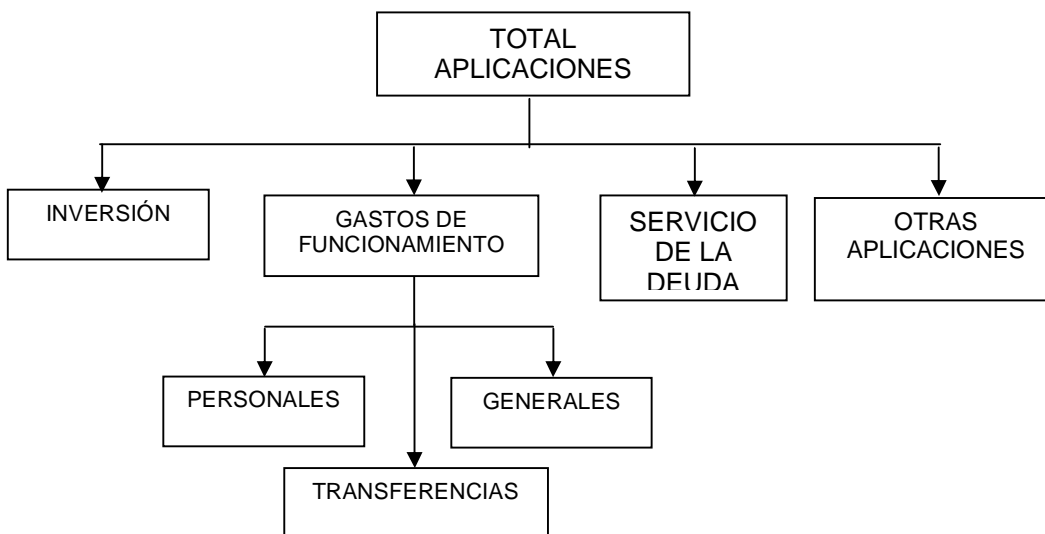 TOTAL
APLICACIONES
INVERSIÓN
GASTOS DE
FUNCIONAMIENTO
SERVICIO
DE LA
DEUDA
OTRAS
APLICACIONES
PERSONALES
GENERALES
TRANSFERENCIAS